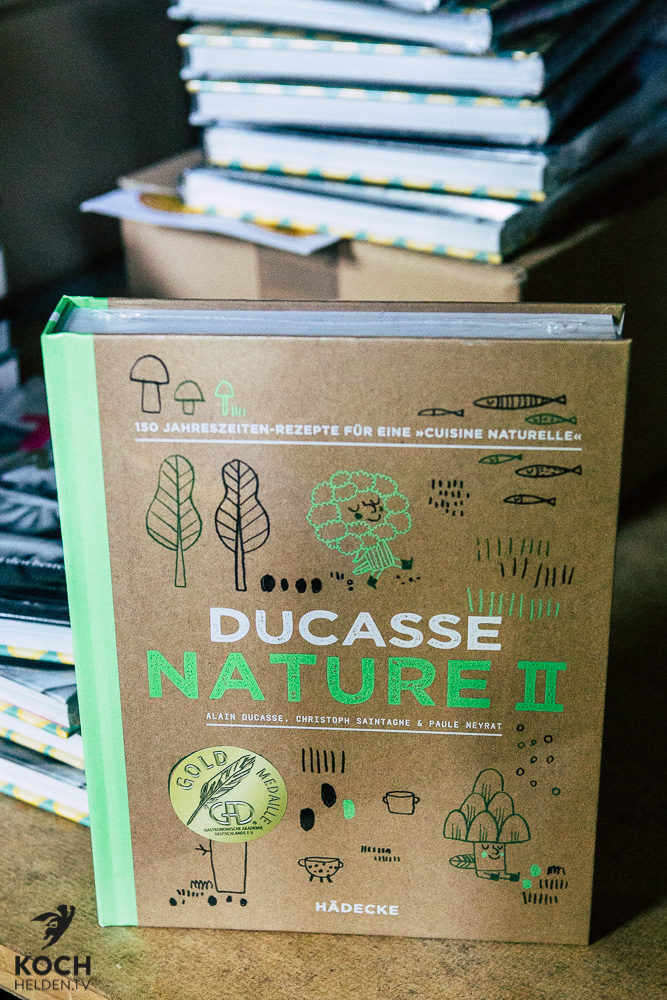 150 JAHRESZEITEN-REZEPTE FÜR EINE »CUISINE NATURELLE«
DUCASSE
NATURE II
ALAIN DUCASSE, CHRISTOPH SAINTAGNE & PAULE NEYRAT
GOLD MEDAILLE
GAD.
GASTRONOMISCHE AKADEMIE
DEUTSCHLANDS E.V.
HÄDECKE
KOCH
HELDEN.TV